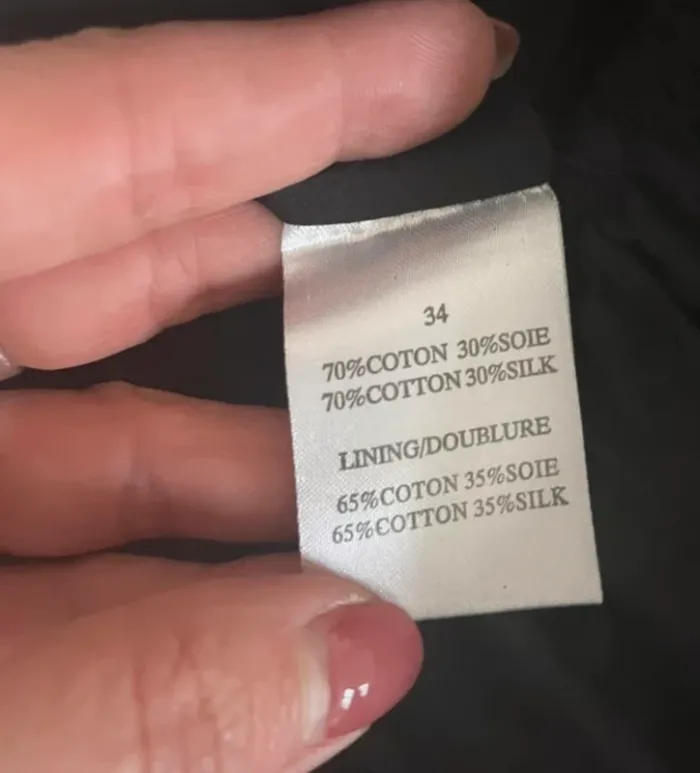 34
70%COTON 30%SOIE
70%COTTON 30%SILK
LINING/DOUBLURE
65%COTON 35%SOIE
65%COTTON 35%SILK